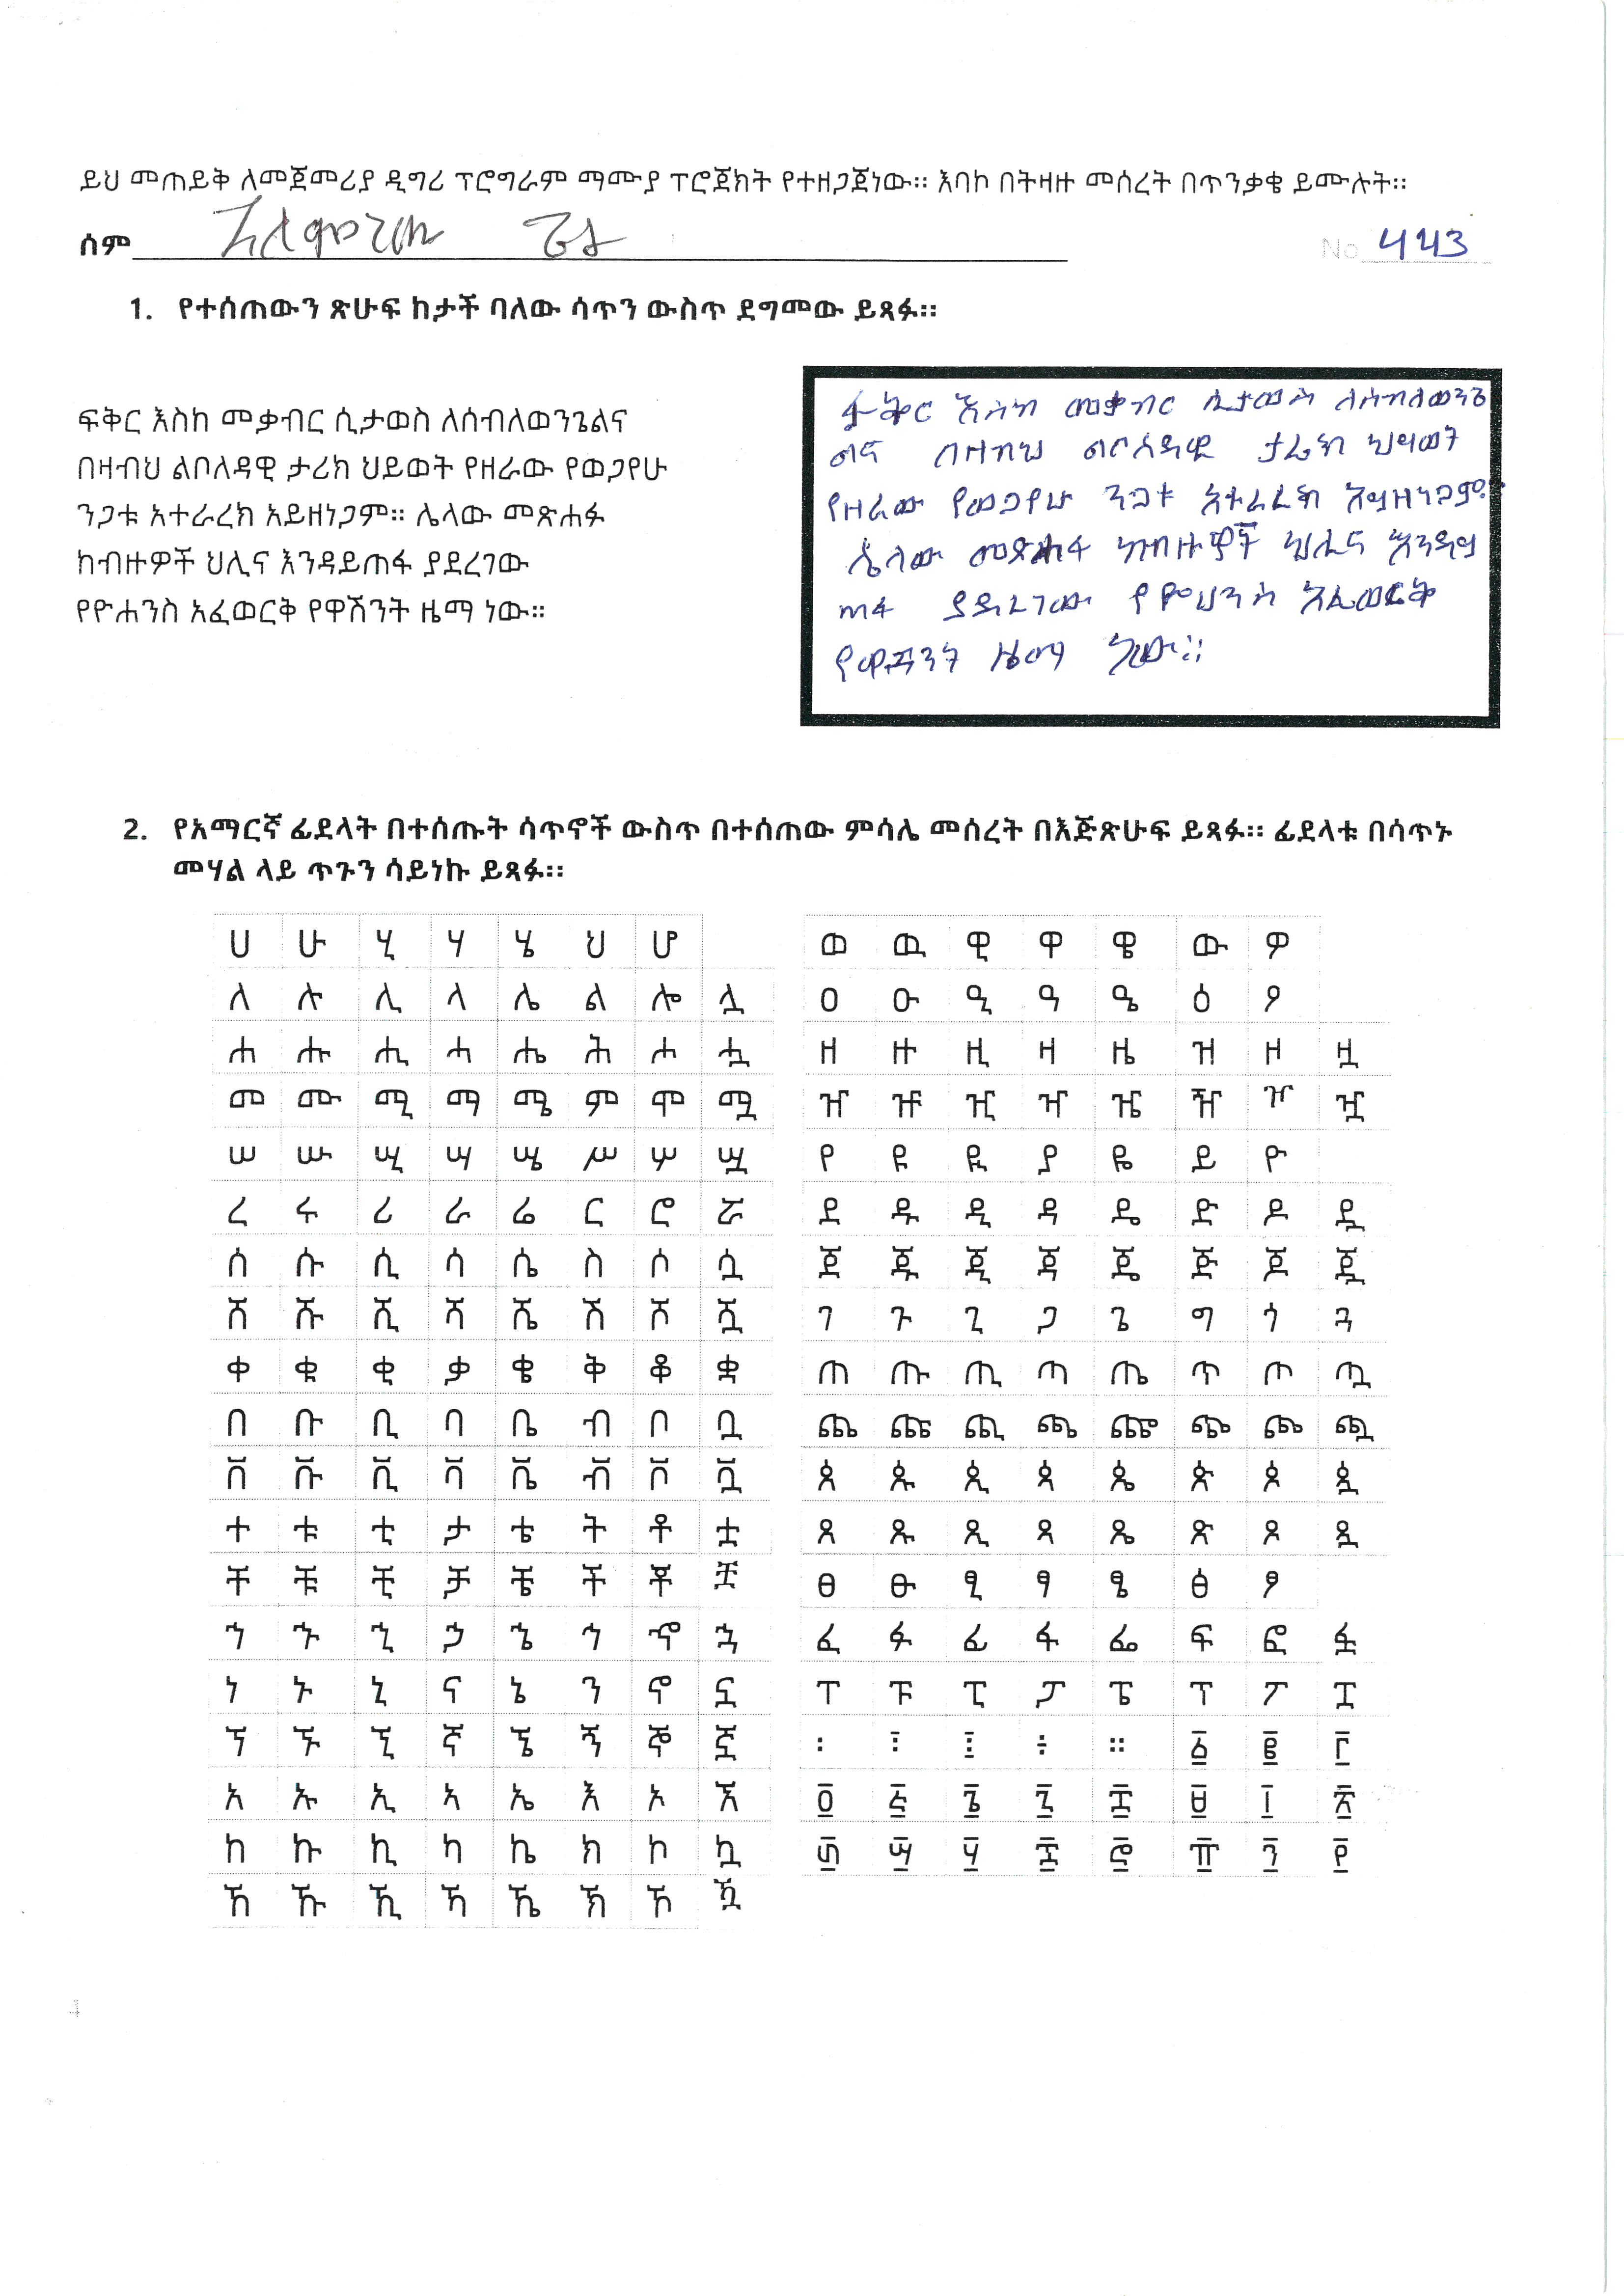 ይህ መጠይቅ ለመጀመሪያ ዲግሪ ፕሮግራም ማሙያ ፕሮጀክት የተዘጋጀነው። እባኮ በትዛዙ መሰረት በጥንቃቄ ይሙሉት።
ስም
No 443
1. የተሰጠውን ጽሁፍ ከታች ባለው ሳጥን ውስጥ ደግመው ይጻፉ።
ፍቅር እስከ መቃብር ሲታወስ ለሰብለወንጌልና
በዛብህ ልቦለዳዊ ታሪክ ህይወት የዘራው የወጋየሁ
ንጋቱ አተራረክ አይዘነጋም። ሌላው መጽሐፉ
ከብዙዎች ህሊና እንዳይጠፋ ያደረገው
የዮሐንስ አፈወርቅ የዋሽንት ዜማ ነው።
ፍቅር እስከ መቃብር ሲታወስ ለሰብለወንጌ
ልና በዛብህ ልቦለዳዊ ታሪክ ህይወት
የዘራው የወጋየሁ ንጋቱ አተራረክ አይዘነጋም።
ሌላው መጽሐፉ ከብዙዎች ህሊና እንዳይ
ጠፋ ያደረገው የዮሀንስ አፈወርቅ
የዋሽንት ዜማ ነው።
2. የአማርኛ ፊደላት በተሰጡት ሳጥኖች ውስጥ በተሰጠው ምሳሌ መሰረት በእጅጽሁፍ ይጻፉ። ፊደላቱ በሳጥኑ
መሃል ላይ ጥጉን ሳይነኩ ይጻፉ።
ሀ ሁ ሂ ሃ ሄ ህ ሆ
ለ ሉ ሊ ላ ሌ ል ሎ ሏ
ሐ ሑ ሒ ሓ ሔ ሕ ሖ ሗ
መ ሙ ሚ ማ ሜ ም ሞ ሟ
ሠ ሡ ሢ ሣ ሤ ሥ ሦ ሧ
ረ ሩ ሪ ራ ሬ ር ሮ ሯ
ሰ ሱ ሲ ሳ ሴ ስ ሶ ሷ
ሸ ሹ ሺ ሻ ሼ ሽ ሾ ሿ
ቀ ቁ ቂ ቃ ቄ ቅ ቆ ቋ
በ ቡ ቢ ባ ቤ ብ ቦ ቧ
ቨ ቩ ቪ ቫ ቬ ቭ ቮ ቯ
ተ ቱ ቲ ታ ቴ ት ቶ ቷ
ቸ ቹ ቺ ቻ ቼ ች ቾ ቿ
ኀ ኁ ኂ ኃ ኄ ኅ ኆ ኋ
ነ ኑ ኒ ና ኔ ን ኖ ኗ
ኘ ኙ ኚ ኛ ኜ ኝ ኞ ኟ
አ ኡ ኢ ኣ ኤ እ ኦ ኧ
ከ ኩ ኪ ካ ኬ ክ ኮ ኳ
ኸ ኹ ኺ ኻ ኼ ኽ ኾ ዃ
ወ ዉ ዊ ዋ ዌ ው ዎ
ዐ ዑ ዒ ዓ ዔ ዕ ዖ
ዘ ዙ ዚ ዛ ዜ ዝ ዞ ዟ
ዠ ዡ ዢ ዣ ዤ ዥ ዦ ዧ
የ ዩ ዪ ያ ዬ ይ ዮ
ደ ዱ ዲ ዳ ዴ ድ ዶ ዷ
ጀ ጁ ጂ ጃ ጄ ጅ ጆ ጇ
ገ ጉ ጊ ጋ ጌ ግ ጎ ጓ
ጠ ጡ ጢ ጣ ጤ ጥ ጦ ጧ
ጨ ጩ ጪ ጫ ጬ ጭ ጮ ጯ
ጰ ጱ ጲ ጳ ጴ ጵ ጶ ጷ
ጸ ጹ ጺ ጻ ጼ ጽ ጾ ጿ
ፀ ፁ ፂ ፃ ፄ ፅ ፆ
ፈ ፉ ፊ ፋ ፌ ፍ ፎ ፏ
ፐ ፑ ፒ ፓ ፔ ፕ ፖ ፗ
፡ ፤ ፧ ፥ ። ፩ ፪ ፫
፬ ፭ ፮ ፯ ፰ ፱ ፲ ፳
፴ ፵ ፶ ፷ ፸ ፹ ፺ ፻